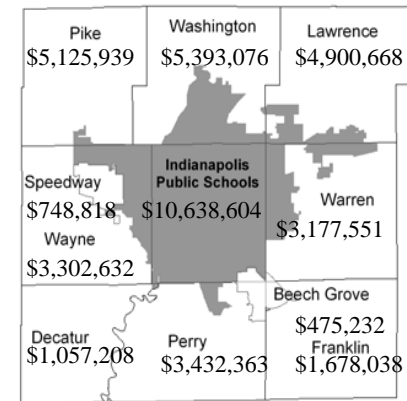 Pike
$5,125,939
Washington
$5,393,076
Lawrence
$4,900,668
Indianapolis
Public Schools
$10,638,604
Speedway
$748,818
Wayne
$3,302,632
Warren
$3,177,551
Decatur
$1,057,208
Perry
$3,432,363
Beech Grove
$475,232
Franklin
$1,678,038